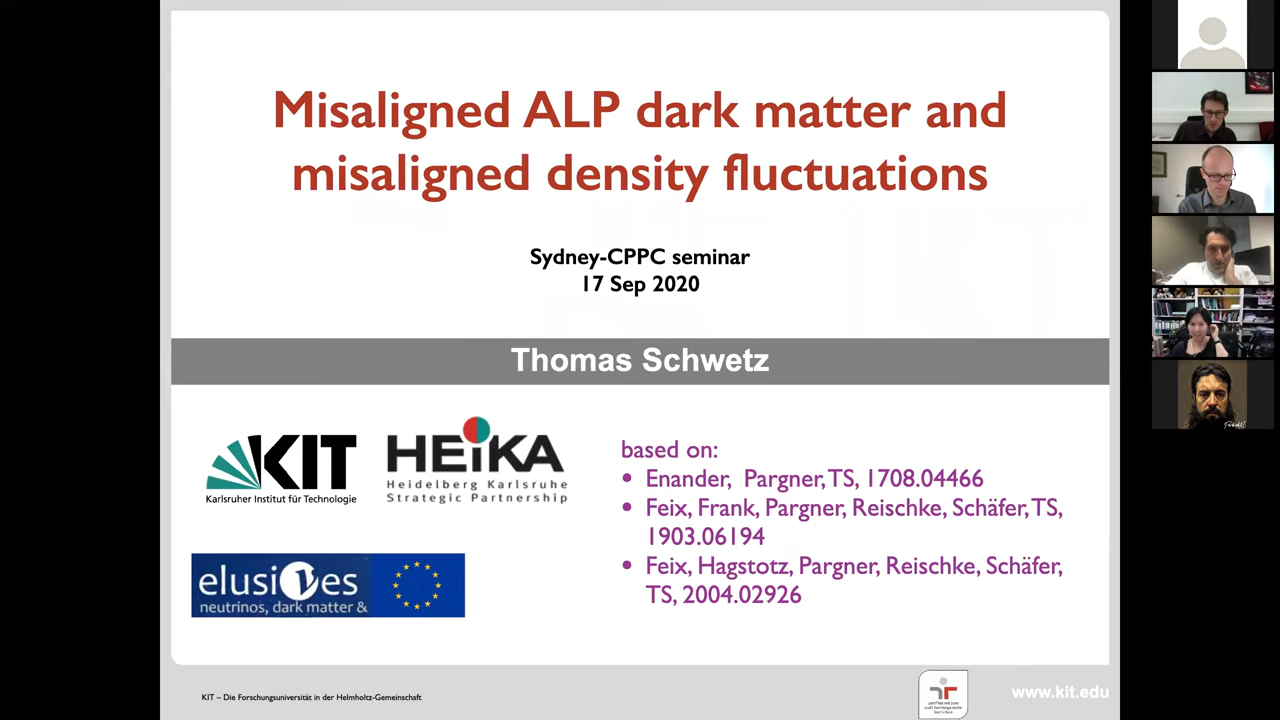 Misaligned ALP dark matter and
misaligned density fluctuations
Sydney-CPPC seminar
17 Sep 2020
Thomas Schwetz
KIT
Karlsruher Institut für Technologie
HEiKA
Heidelberg Karlsruhe
Strategic Partnership
elusiνes
neutrinos, dark matter &
based on:
• Enander, Pargner, TS, 1708.04466
• Feix, Frank, Pargner, Reischke, Schäfer, TS,
1903.06194
• Feix, Hagstotz, Pargner, Reischke, Schäfer,
TS, 2004.02926
KIT – Die Forschungsuniversität in der Helmholtz-Gemeinschaft
www.kit.edu